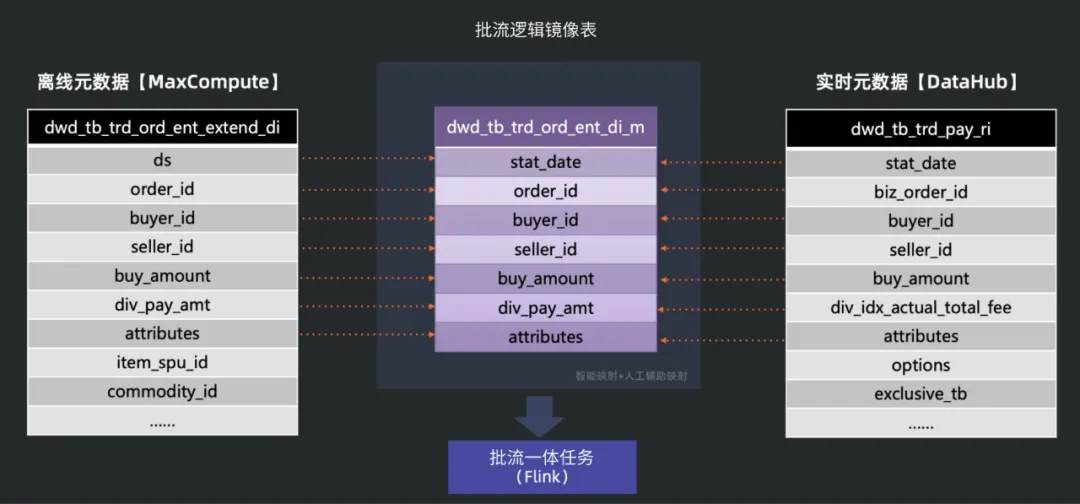 批流逻辑镜像表
离线元数据【MaxCompute】
dwd_tb_trd_ord_ent_extend_di
ds
order_id
buyer_id
seller_id
buy_amount
div_pay_amt
attributes
item_spu_id
commodity_id
......
dwd_tb_trd_ord_ent_di_m
stat_date
order_id
buyer_id
seller_id
buy_amount
div_pay_amt
attributes
智能映射+人工辅助映射
实时元数据【DataHub】
dwd_tb_trd_pay_ri
stat_date
biz_order_id
buyer_id
seller_id
buy_amount
div_idx_actual_total_fee
attributes
options
exclusive_tb
......
批流一体任务
（Flink）